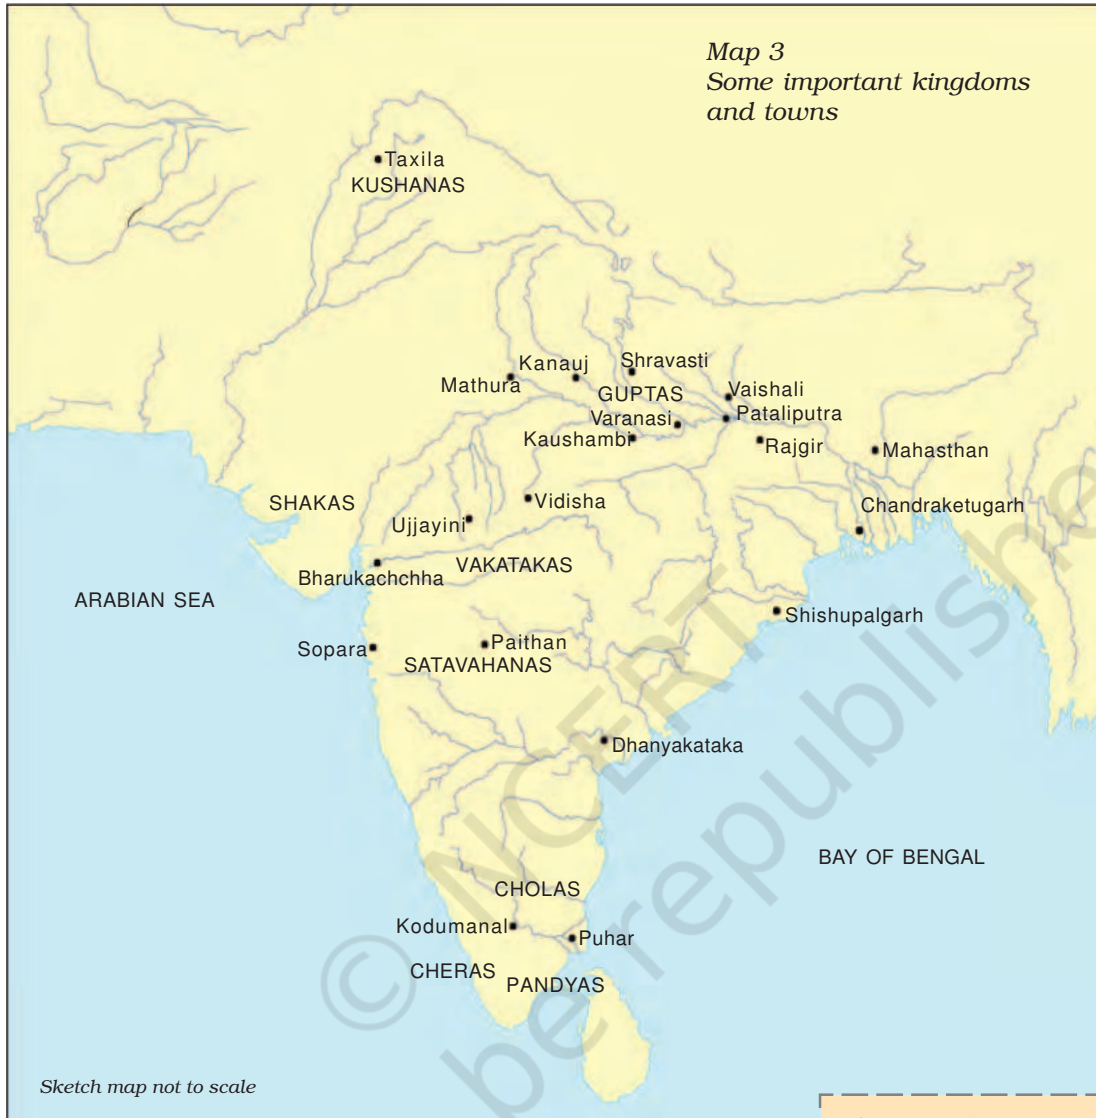 Map 3
Some important kingdoms
and towns
Taxila
KUSHANAS
Kanauj
Shravasti
Mathura
GUPTAS
Vaishali
Varanasi
Pataliputra
Kaushambi
Rajgir
Mahasthan
SHAKAS
Vidisha
Chandraketugarh
Ujjayini
VAKATAKAS
Bharukachchha
ARABIAN SEA
Shishupalgarh
Sopara
Paithan
SATAVAHANAS
Dhanyakataka
BAY OF BENGAL
CHOLAS
Kodumanal
Puhar
CHERAS
PANDYAS
Sketch map not to scale
© NCERT
be republishe